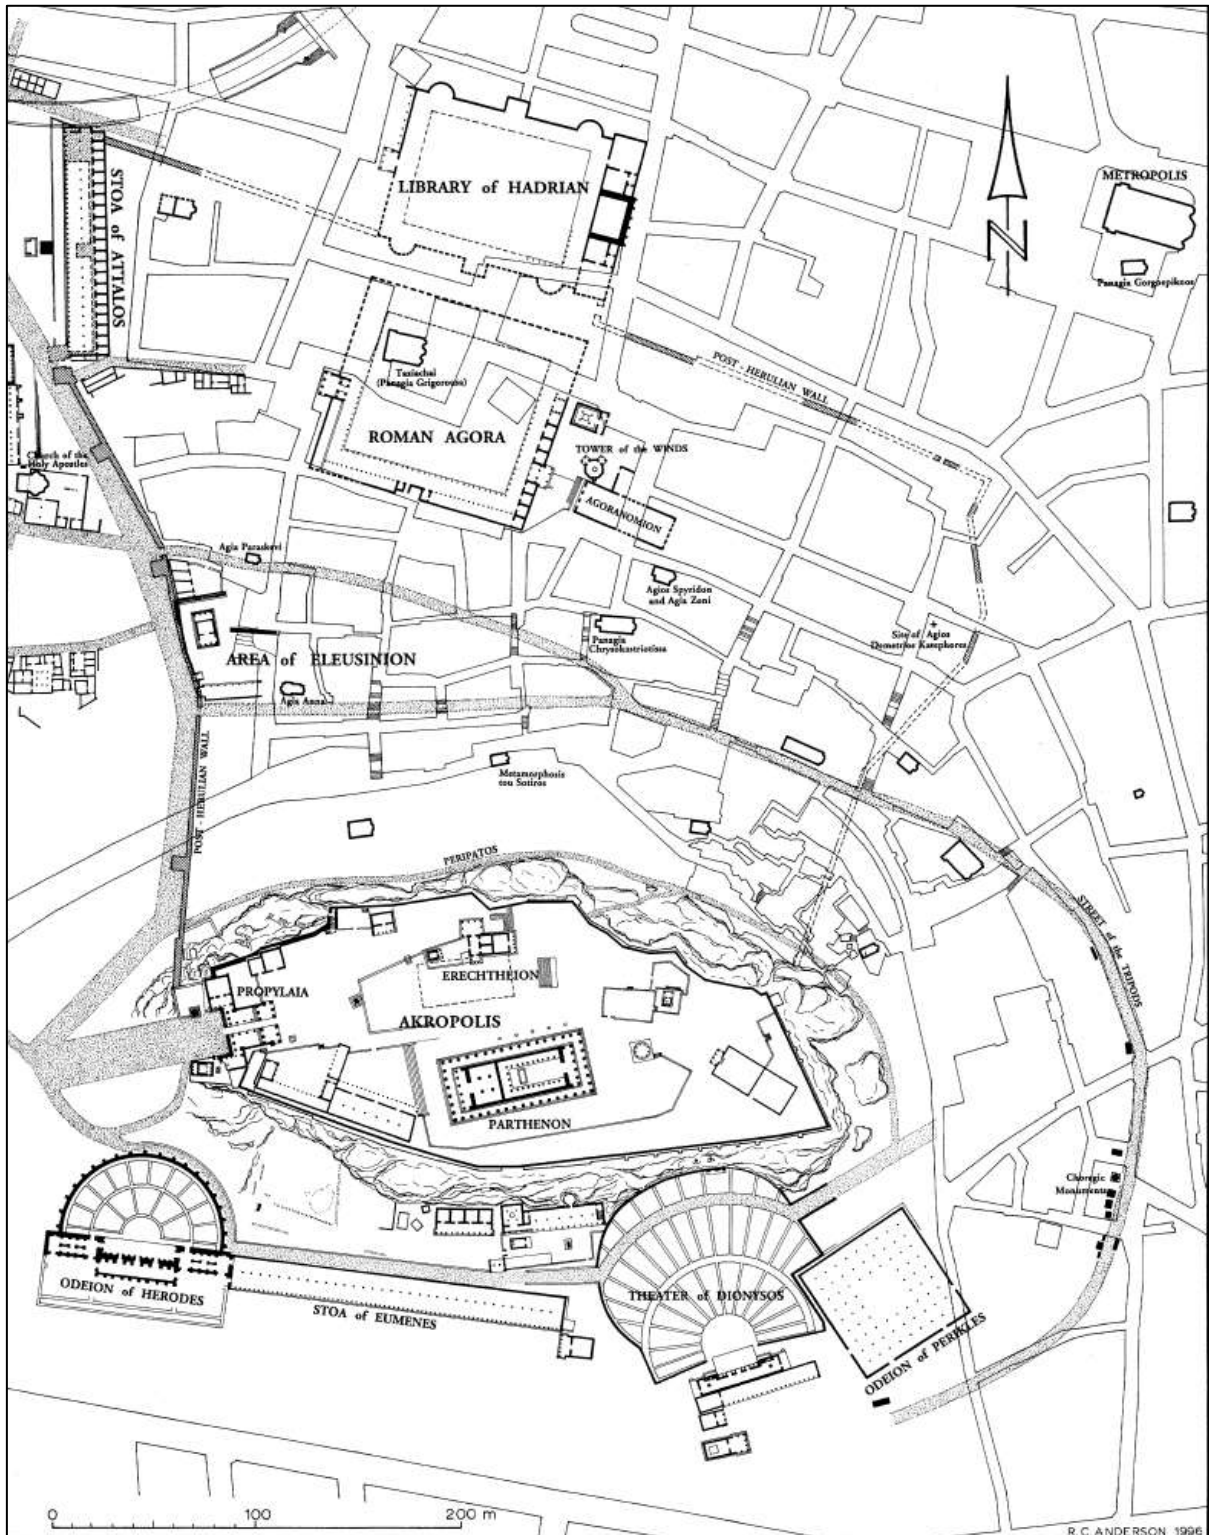 METROPOLIS
LIBRARY of HADRIAN
STOA of ATTALOS
N
Panagia Gorgoepikoos
POST - HERULIAN WALL
Taxiachai
(Panagia Grigorousa)
ROMAN AGORA
TOWER of the WINDS
Church of the
Holy Apostles
AGORANOMION
Agia Paraskevi
Agios Spyridon
and Agia Zoni
Panagia
Chrysokastriotissa
Site of Agios
Demetrios Katephores
AREA of ELEUSINION
Agia Anna
POST - HERULIAN WALL
Metamorphosis
tou Sotiros
PERIPATOS
STREET of the TRIPODS
ERECHTHEION
PROPYLAIA
AKROPOLIS
PARTHENON
Choregic
Monuments
ODEION of HERODES
STOA of EUMENES
THEATER of DIONYSOS
ODEION of PERIKLES
0 100 200 m
R.C. ANDERSON 1996